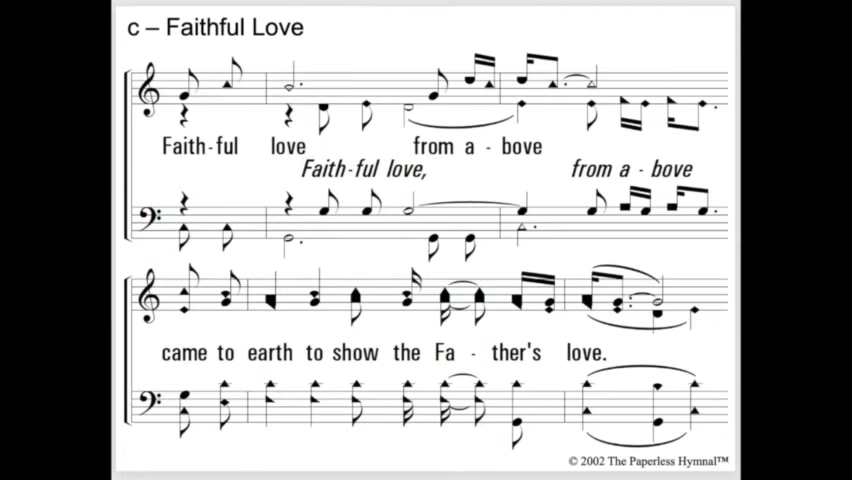 c – Faithful Love
Faith-ful love from a - bove
Faith-ful love, from a - bove
came to earth to show the Fa - ther's love.
© 2002 The Paperless Hymnal™